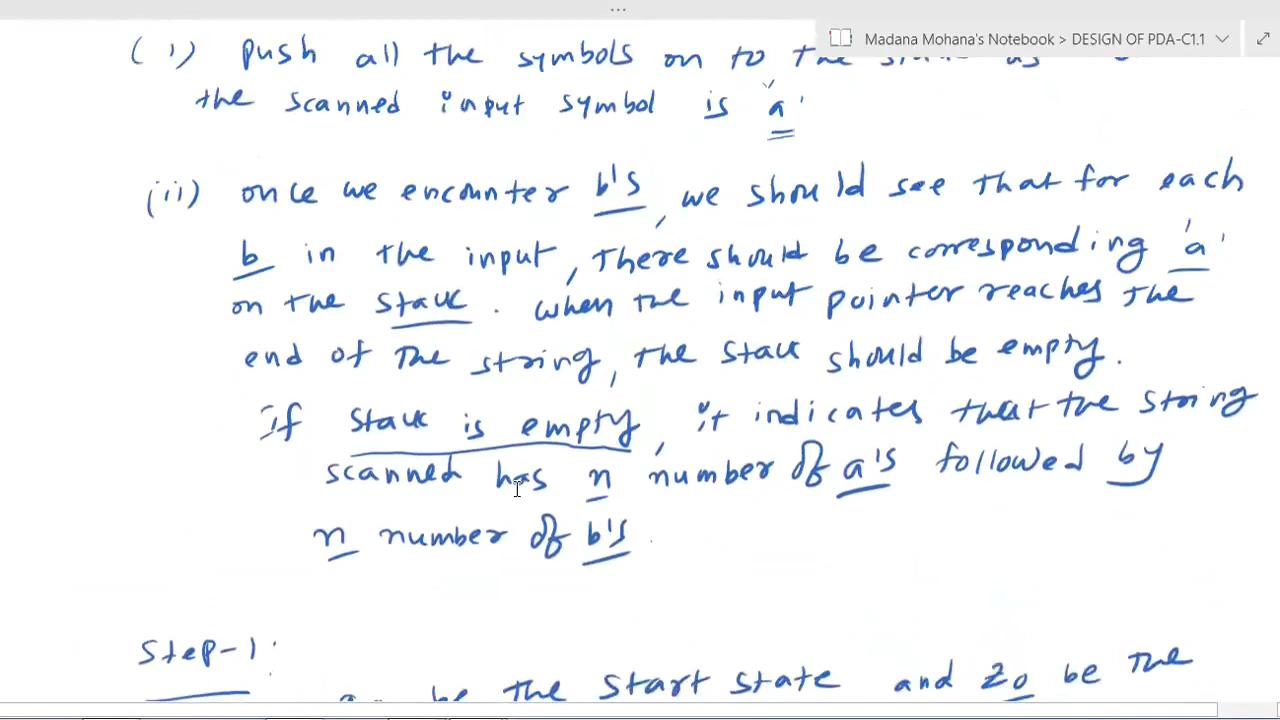 ...
Madana Mohana's Notebook > DESIGN OF PDA-C1.1
(i) push all the symbols on to the
the scanned input symbol is 'a'
(ii) once we encounter b's, we should see that for each
b in the input, there should be corresponding 'a'
on the stack. when the input pointer reaches the
end of the string, the stack should be empty.
If stack is empty, it indicates that the string
scanned has n number of a's followed by
n number of b's.
Step-1:
be the start state and z0 be the